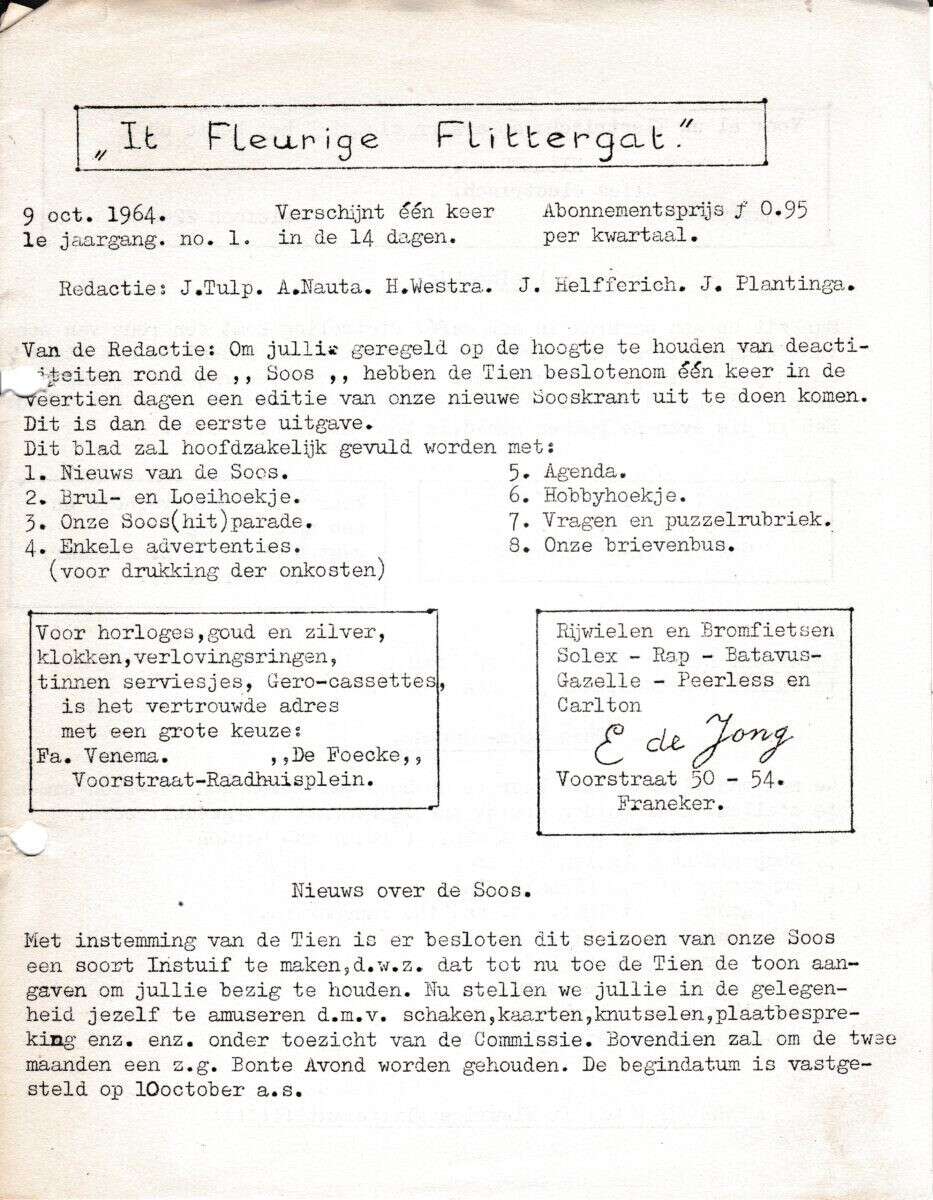 „It Fleurige Flittergat."
9 oct. 1964. Verschijnt één keer Abonnementsprijs ƒ 0.95
1e jaargang. no. 1. in de 14 dagen. per kwartaal.
Redactie: J.Tulp. A.Nauta. H.Westra. J. Helfferich. J. Plantinga.
Van de Redactie: Om jullie geregeld op de hoogte te houden van deacti-
iteiten rond de ,, Soos ,, hebben de Tien beslotenom één keer in de
veertien dagen een editie van onze nieuwe Sooskrant uit te doen komen.
Dit is dan de eerste uitgave.
Dit blad zal hoofdzakelijk gevuld worden met:
1. Nieuws van de Soos.
2. Brul- en Loeihoekje.
3. Onze Soos(hit)parade.
4. Enkele advertenties.
(voor drukking der onkosten)
5. Agenda.
6. Hobbyhoekje.
7. Vragen en puzzelrubriek.
8. Onze brievenbus.
Voor horloges,goud en zilver,
klokken,verlovingsringen,
tinnen serviesjes, Gero-cassettes,
is het vertrouwde adres
met een grote keuze:
Fa. Venema. ,,De Foecke,,
Voorstraat-Raadhuisplein.
Rijwielen en Bromfietsen
Solex - Rap - Batavus-
Gazelle - Peerless en
Carlton
E de Jong
Voorstraat 50 - 54.
Franeker.
Nieuws over de Soos.
Met instemming van de Tien is er besloten dit seizoen van onze Soos
een soort Instuif te maken,d.w.z. dat tot nu toe de Tien de toon aan-
gaven om jullie bezig te houden. Nu stellen we jullie in de gelegen-
heid jezelf te amuseren d.m.v. schaken,kaarten,knutselen,plaatbespre-
king enz. enz. onder toezicht van de Commissie. Bovendien zal om de twee
maanden een z.g. Bonte Avond worden gehouden. De begindatum is vastge-
steld op 10october a.s.